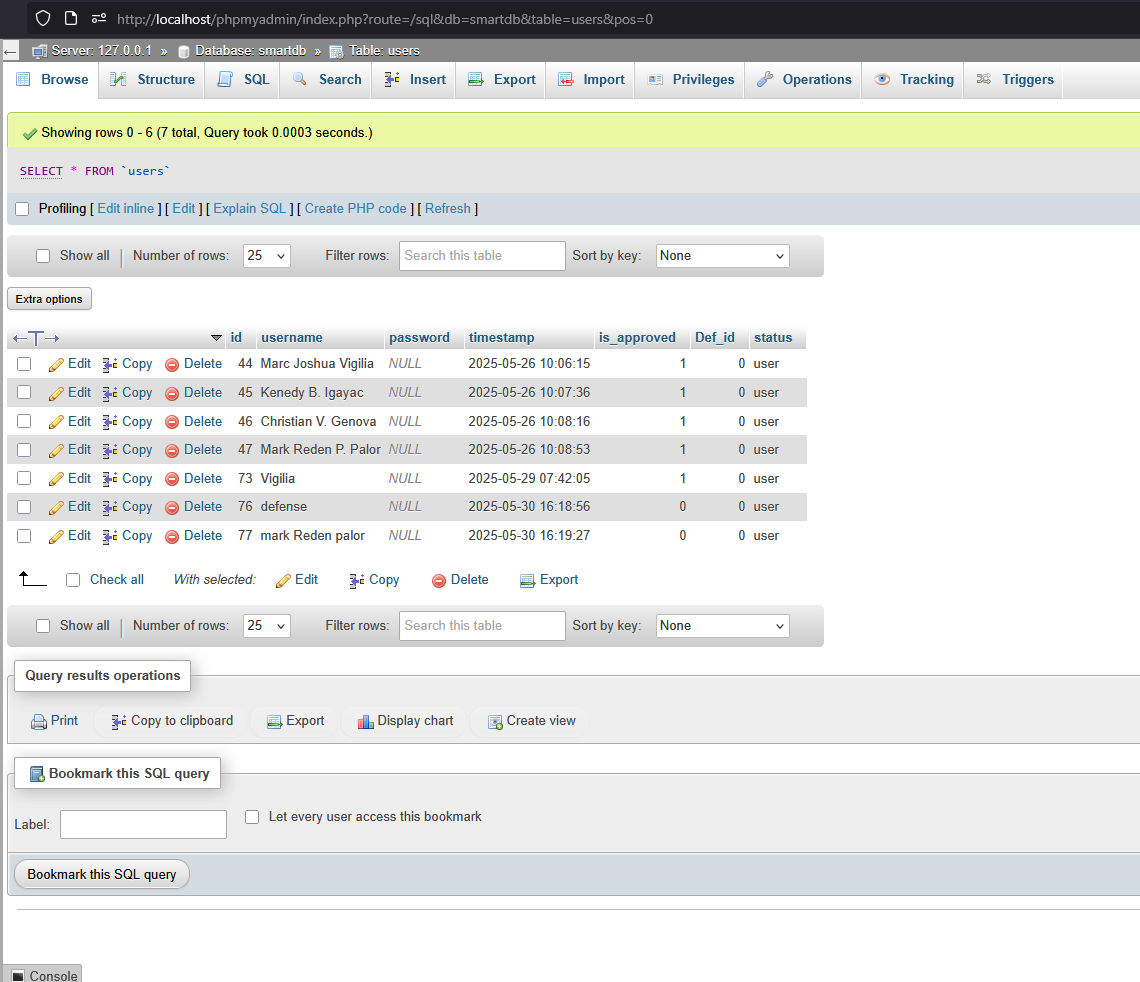 http://localhost/phpmyadmin/index.php?route=/sql&db=smartdb&table=users&pos=0
Server: 127.0.0.1 » Database: smartdb » Table: users
Browse Structure SQL Search Insert Export Import Privileges Operations Tracking Triggers
Showing rows 0 - 6 (7 total, Query took 0.0003 seconds.)
SELECT * FROM `users`
Profiling [ Edit inline ] [ Edit ] [ Explain SQL ] [ Create PHP code ] [ Refresh ]
Show all | Number of rows: 25 Filter rows: Search this table Sort by key: None
Extra options
←T→ id username password timestamp is_approved Def_id status
Edit Copy Delete 44 Marc Joshua Vigilia NULL 2025-05-26 10:06:15 1 0 user
Edit Copy Delete 45 Kenedy B. Igayac NULL 2025-05-26 10:07:36 1 0 user
Edit Copy Delete 46 Christian V. Genova NULL 2025-05-26 10:08:16 1 0 user
Edit Copy Delete 47 Mark Reden P. Palor NULL 2025-05-26 10:08:53 1 0 user
Edit Copy Delete 73 Vigilia NULL 2025-05-29 07:42:05 1 0 user
Edit Copy Delete 76 defense NULL 2025-05-30 16:18:56 0 0 user
Edit Copy Delete 77 mark Reden palor NULL 2025-05-30 16:19:27 0 0 user
Check all With selected: Edit Copy Delete Export
Show all | Number of rows: 25 Filter rows: Search this table Sort by key: None
Query results operations
Print Copy to clipboard Export Display chart Create view
Bookmark this SQL query
Label: Let every user access this bookmark
Bookmark this SQL query
Console